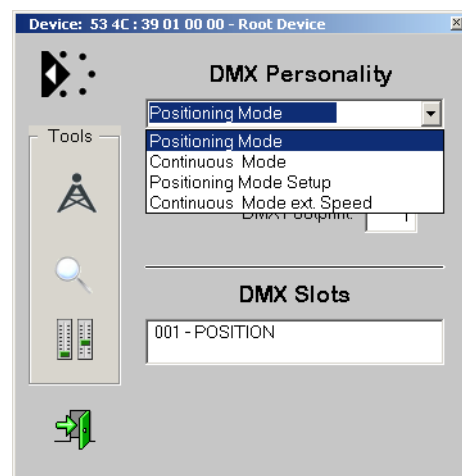 Device: 53 4C : 39 01 00 00 - Root Device
DMX Personality
Positioning Mode
Tools
Positioning Mode
Continuous Mode
Positioning Mode Setup
Continuous Mode ext. Speed
DMX Footprint 1
DMX Slots
001 - POSITION